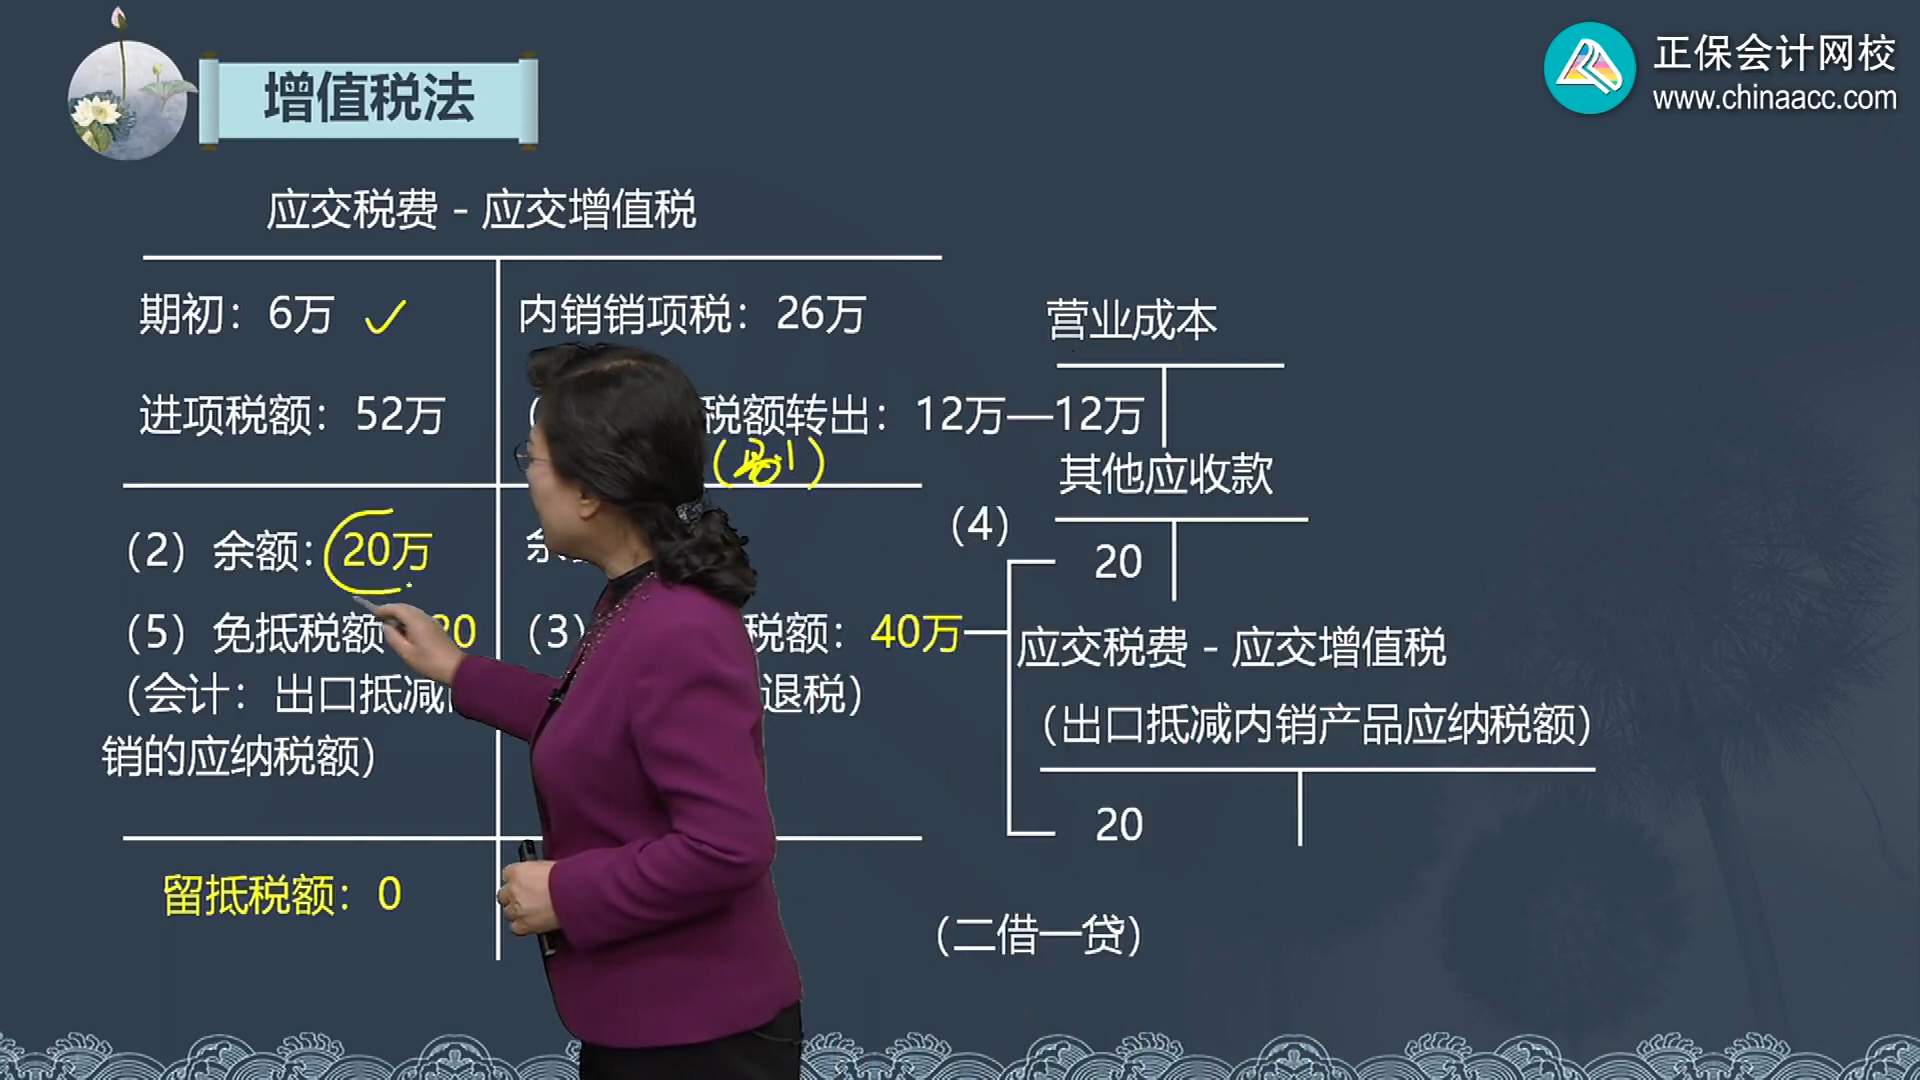 正保会计网校
www.chinaacc.com
增值税法
应交税费-应交增值税
期初：6万
内销销项税：26万
营业成本
进项税额：52万
税额转出：12万—12万
（剔）
其他应收款
（2）余额：20万
（4）
20
（5）免抵税额
20
（3）
税额：40万
应交税费-应交增值税
（会计：出口抵减
退税）
（出口抵减内销产品应纳税额）
销的应纳税额）
20
留抵税额：0
（二借一贷）